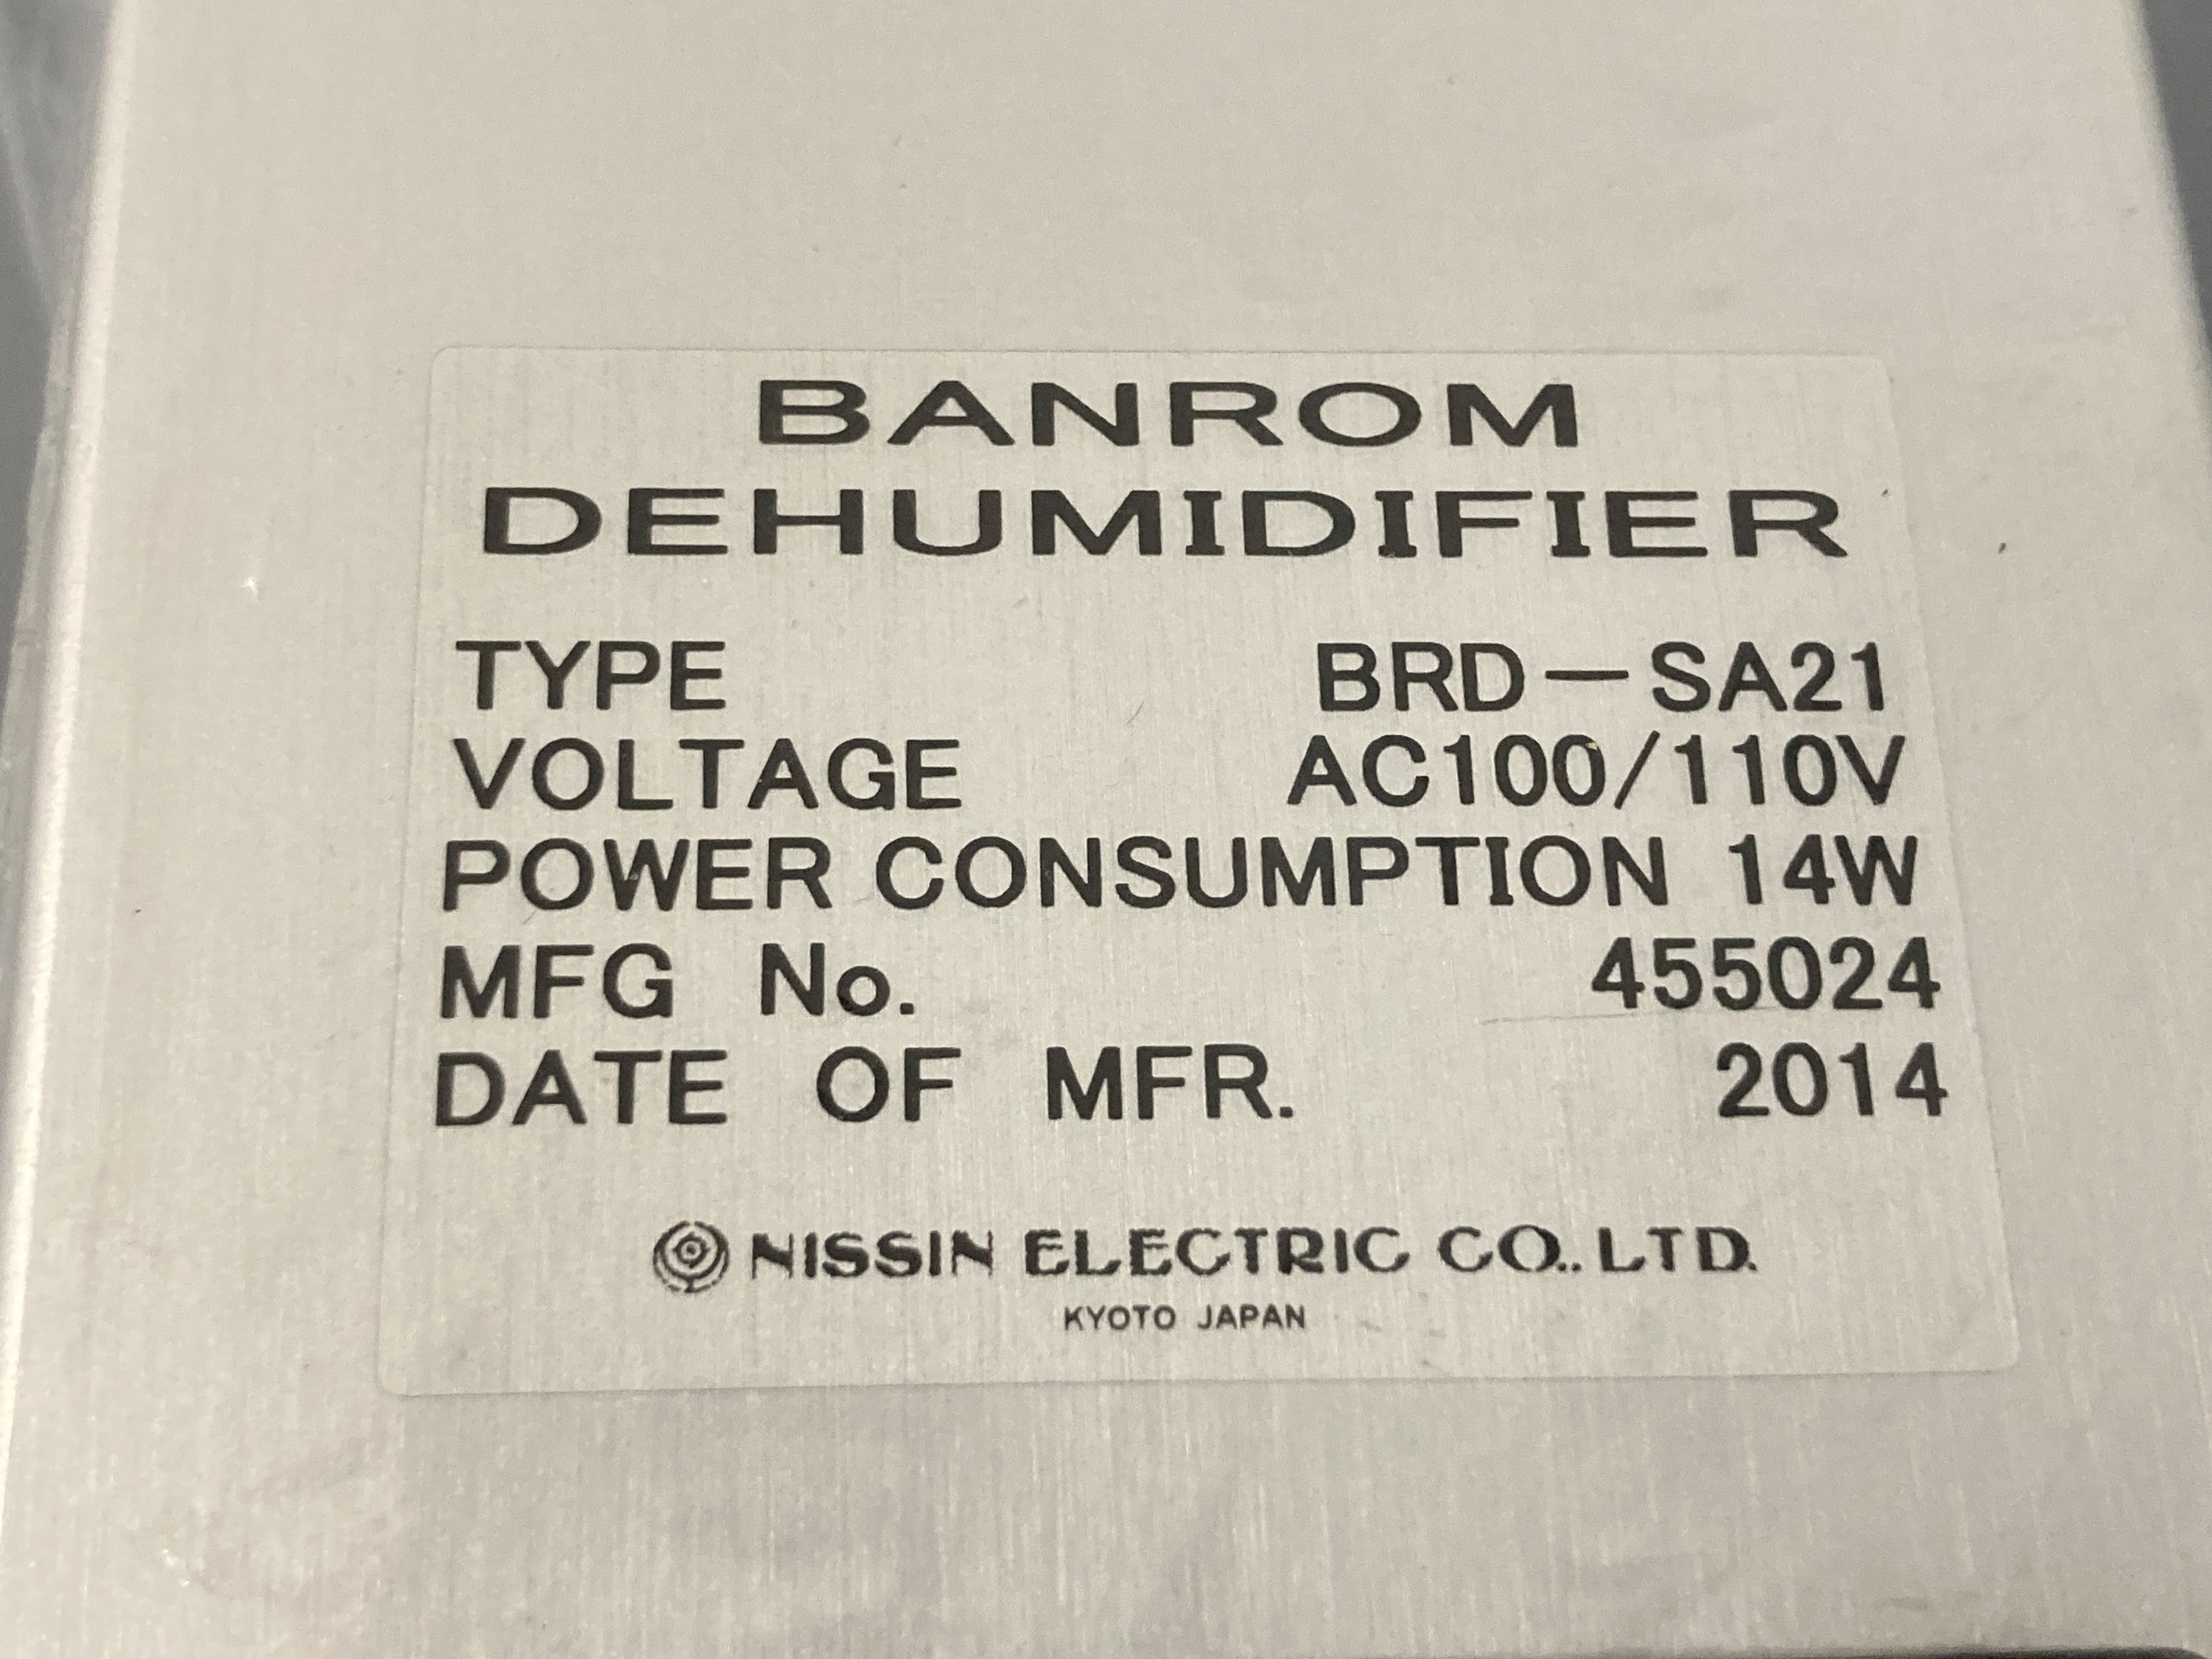 BANROM
DEHUMIDIFIER
TYPE BRD—SA21
VOLTAGE AC100/110V
POWER CONSUMPTION 14W
MFG No. 455024
DATE OF MFR. 2014
NISSIN ELECTRIC CO., LTD.
KYOTO JAPAN